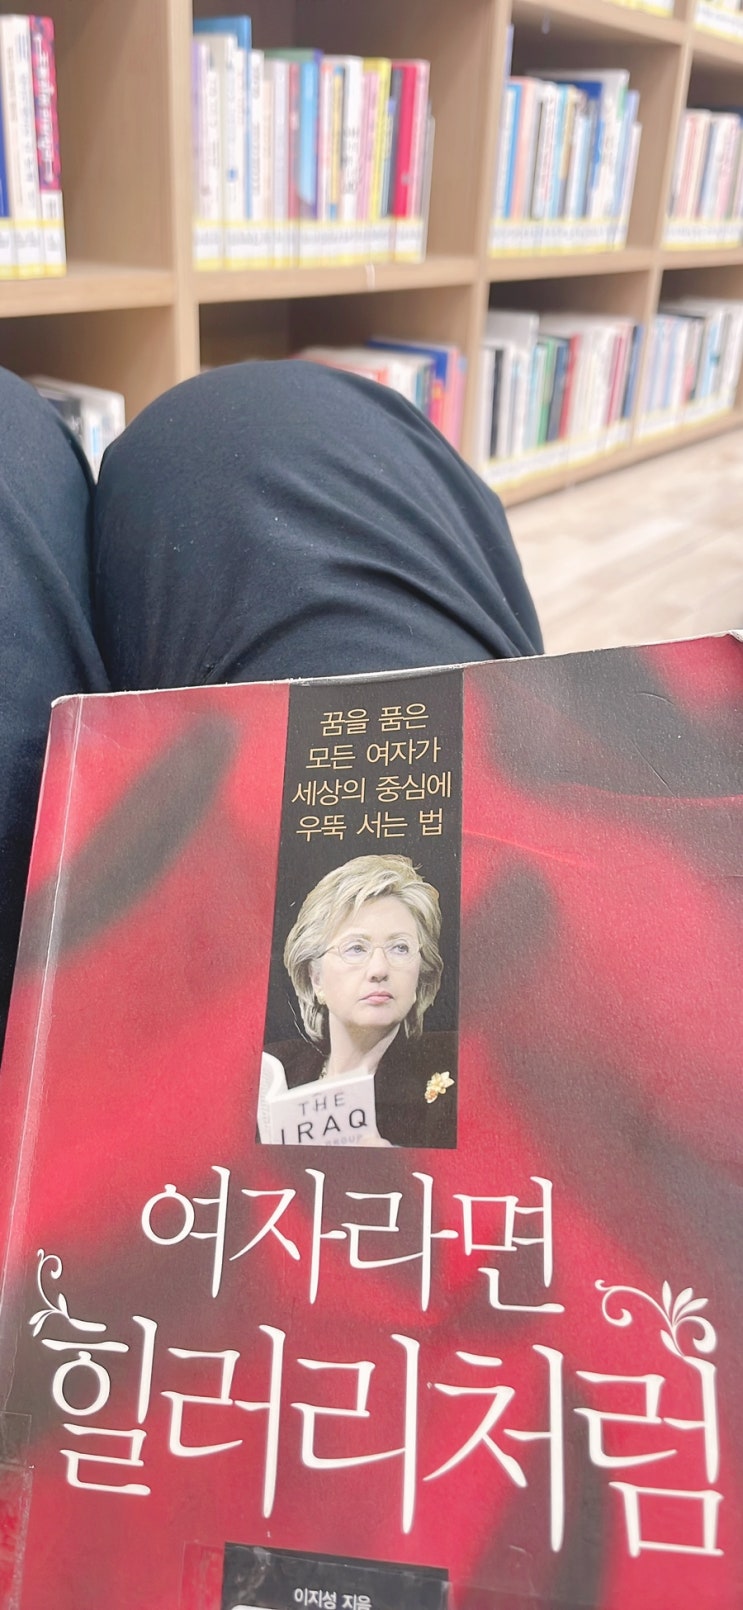 꿈을 품은
모든 여자가
세상의 중심에
우뚝 서는 법
THE
IRAQ
GROUP
여자라면
힐러리처럼
이지성 지음